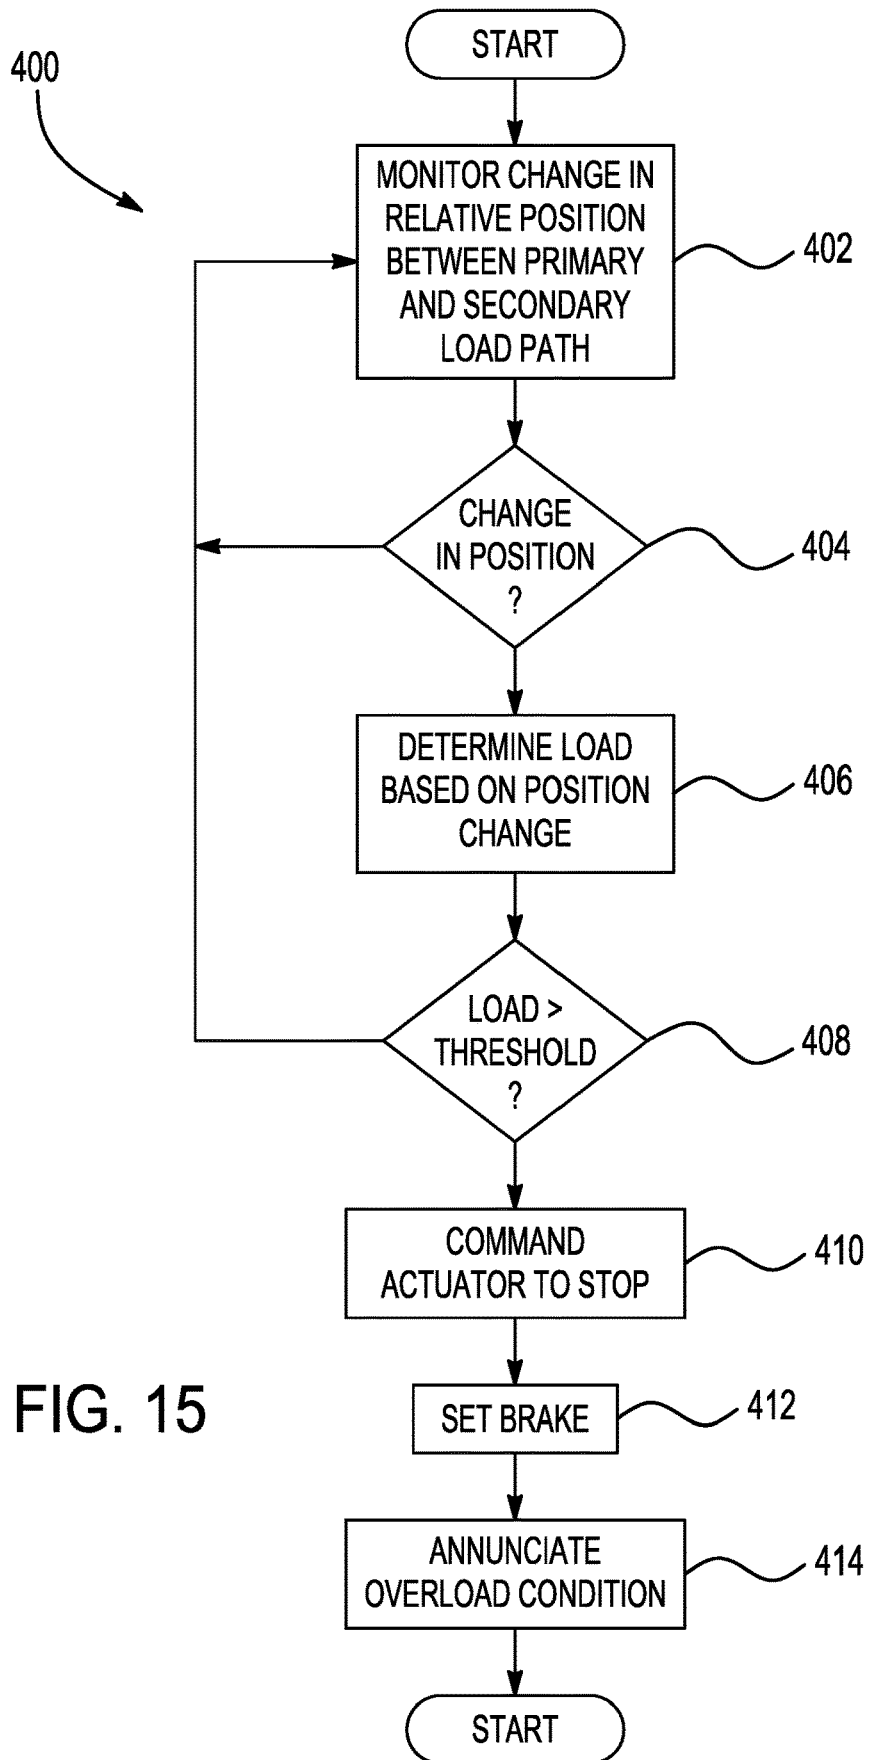 START
400
MONITOR CHANGE IN
RELATIVE POSITION
BETWEEN PRIMARY
AND SECONDARY
LOAD PATH
402
CHANGE
IN POSITION
?
404
DETERMINE LOAD
BASED ON POSITION
CHANGE
406
LOAD >
THRESHOLD
?
408
COMMAND
ACTUATOR TO STOP
410
FIG. 15
SET BRAKE
412
ANNUNCIATE
OVERLOAD CONDITION
414
START